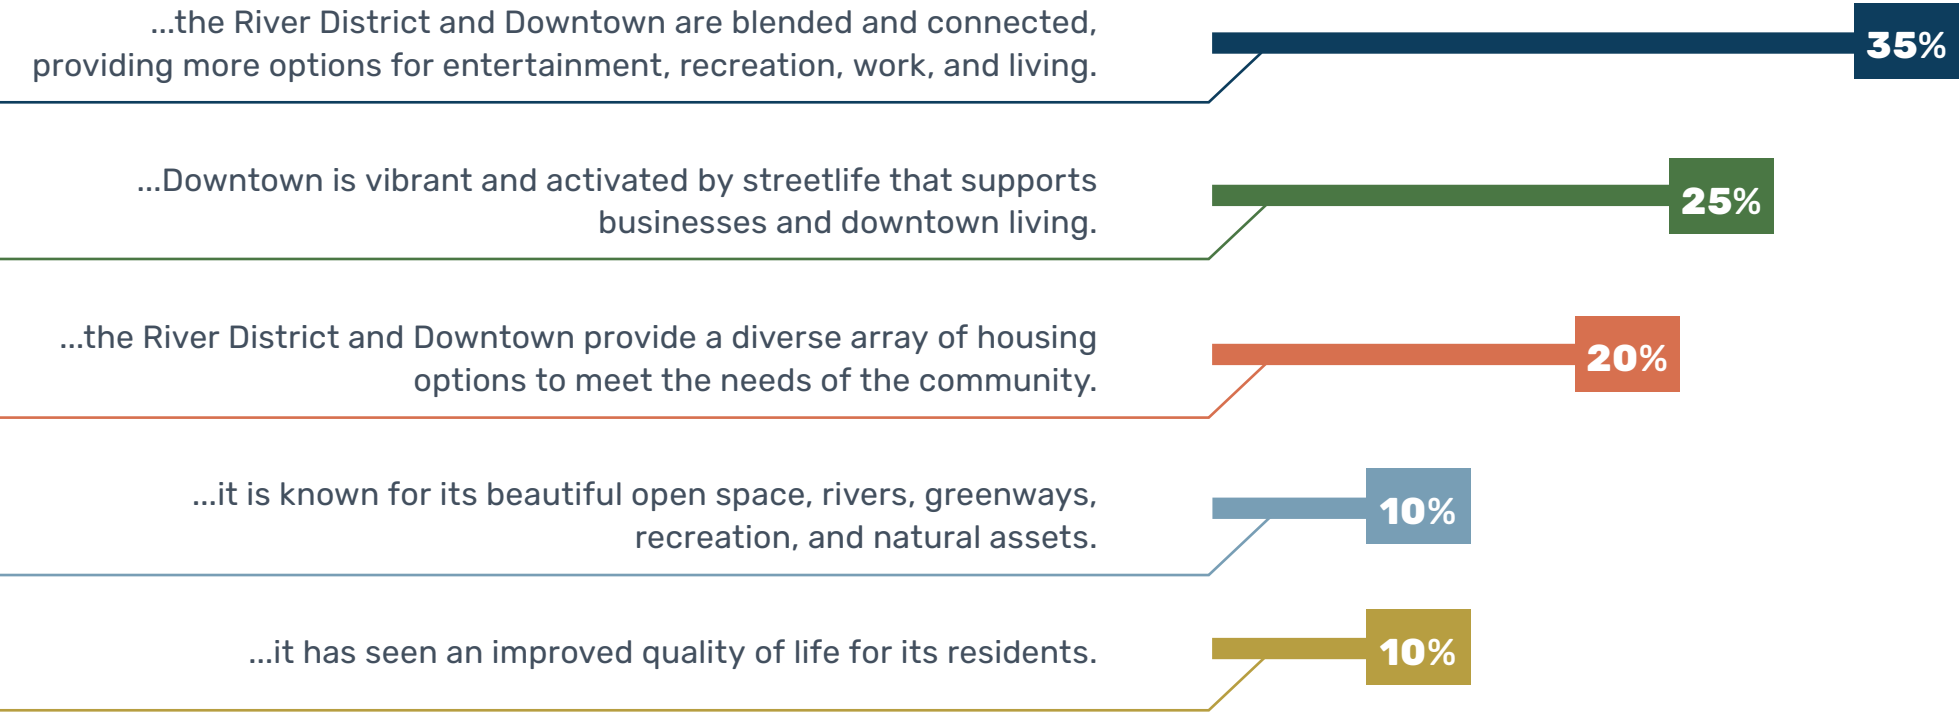 ...the River District and Downtown are blended and connected,
providing more options for entertainment, recreation, work, and living.
35%
...Downtown is vibrant and activated by streetlife that supports
businesses and downtown living.
25%
...the River District and Downtown provide a diverse array of housing
options to meet the needs of the community.
20%
...it is known for its beautiful open space, rivers, greenways,
recreation, and natural assets.
10%
...it has seen an improved quality of life for its residents.
10%